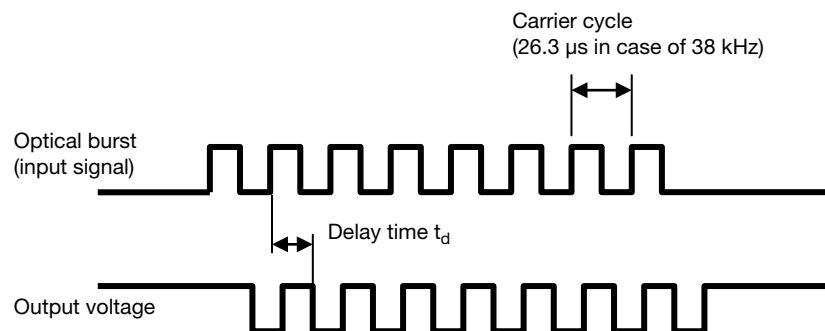 Carrier cycle
(26.3 µs in case of 38 kHz)
Optical burst
(input signal)
Delay time td
Output voltage